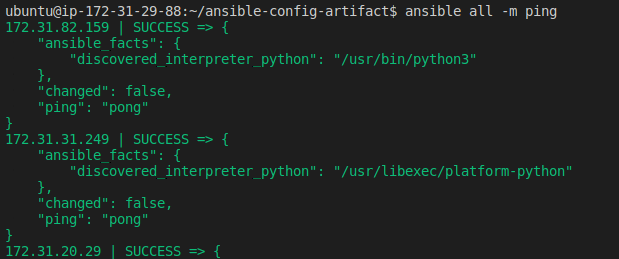 ubuntu@ip-172-31-29-88:~/ansible-config-artifact$ ansible all -m ping
172.31.82.159 | SUCCESS => {
    "ansible_facts": {
        "discovered_interpreter_python": "/usr/bin/python3"
    },
    "changed": false,
    "ping": "pong"
}
172.31.31.249 | SUCCESS => {
    "ansible_facts": {
        "discovered_interpreter_python": "/usr/libexec/platform-python"
    },
    "changed": false,
    "ping": "pong"
}
172.31.20.29 | SUCCESS => {